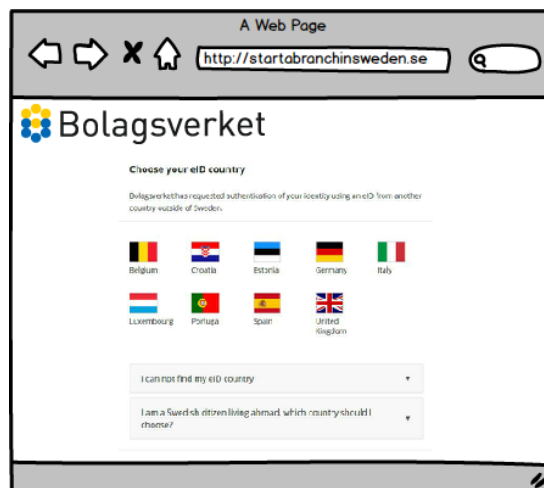 A Web Page
http://startabranchinsweden.se
Bolagsverket
Choose your eID country
Bolagsverket has requested authentication of your identity using an eID from another
country outside of Sweden.
Belgium Croatia Estonia Germany Italy
Luxembourg Portuga Spain United
Kingdom
I can not find my eID country
I am a Swedish citizen living abroad, which country should I
choose?